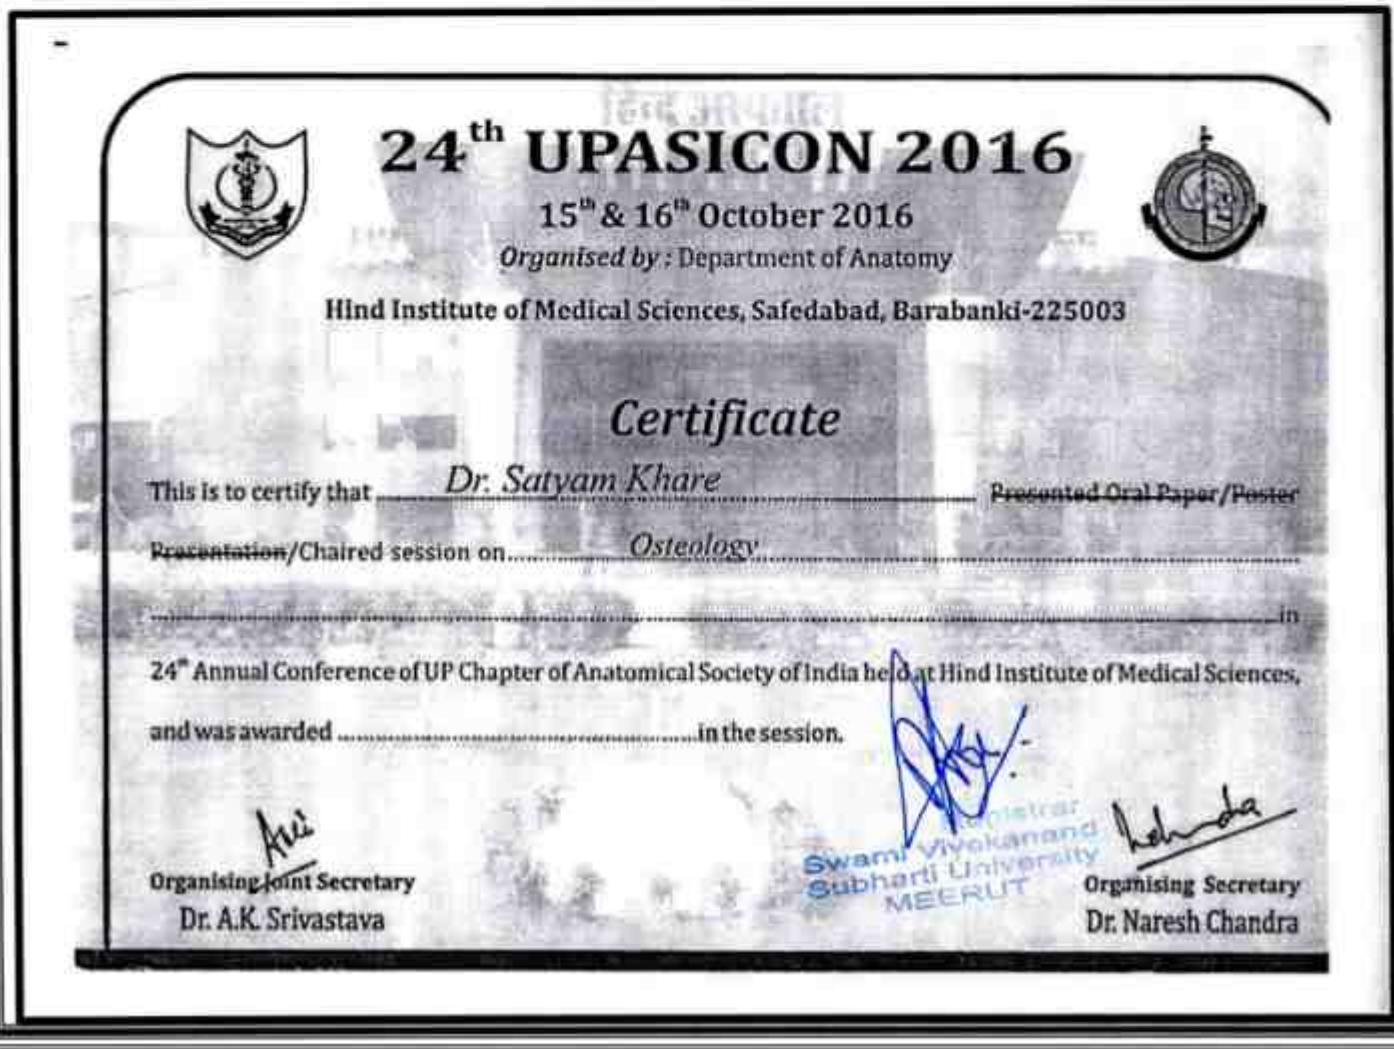 24th UPASICON 2016
15th & 16th October 2016
Organised by : Department of Anatomy
Hind Institute of Medical Sciences, Safedabad, Barabanki-225003
Certificate
This is to certify that Dr. Satyam Khare Presented Oral Paper/Poster
Presentation/Chaired session on Osteology
in
24th Annual Conference of UP Chapter of Anatomical Society of India held at Hind Institute of Medical Sciences,
and was awarded in the session.
Registrar
Swami Vivekanand
Subharti University
MEERUT
Organising Joint Secretary
Dr. A.K. Srivastava
Organising Secretary
Dr. Naresh Chandra